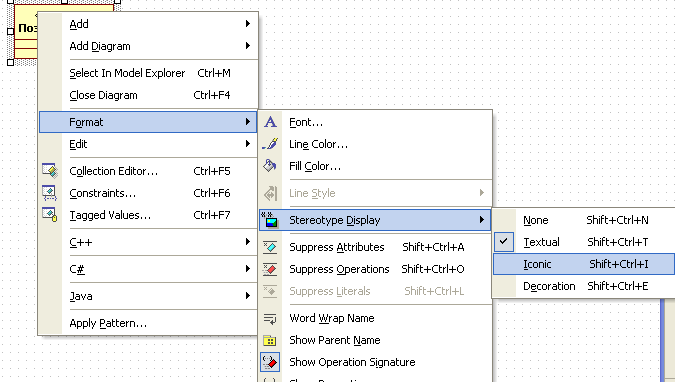 Поз
Add
Add Diagram
Select In Model Explorer Ctrl+M
Close Diagram Ctrl+F4
Format
Edit
Collection Editor... Ctrl+F5
Constraints... Ctrl+F6
Tagged Values... Ctrl+F7
C++
C#
Java
Apply Pattern...
Font...
Line Color...
Fill Color...
Line Style
Stereotype Display
Suppress Attributes Shift+Ctrl+A
Suppress Operations Shift+Ctrl+O
Suppress Literals Shift+Ctrl+L
Word Wrap Name
Show Parent Name
Show Operation Signature
None Shift+Ctrl+N
Textual Shift+Ctrl+T
Iconic Shift+Ctrl+I
Decoration Shift+Ctrl+E